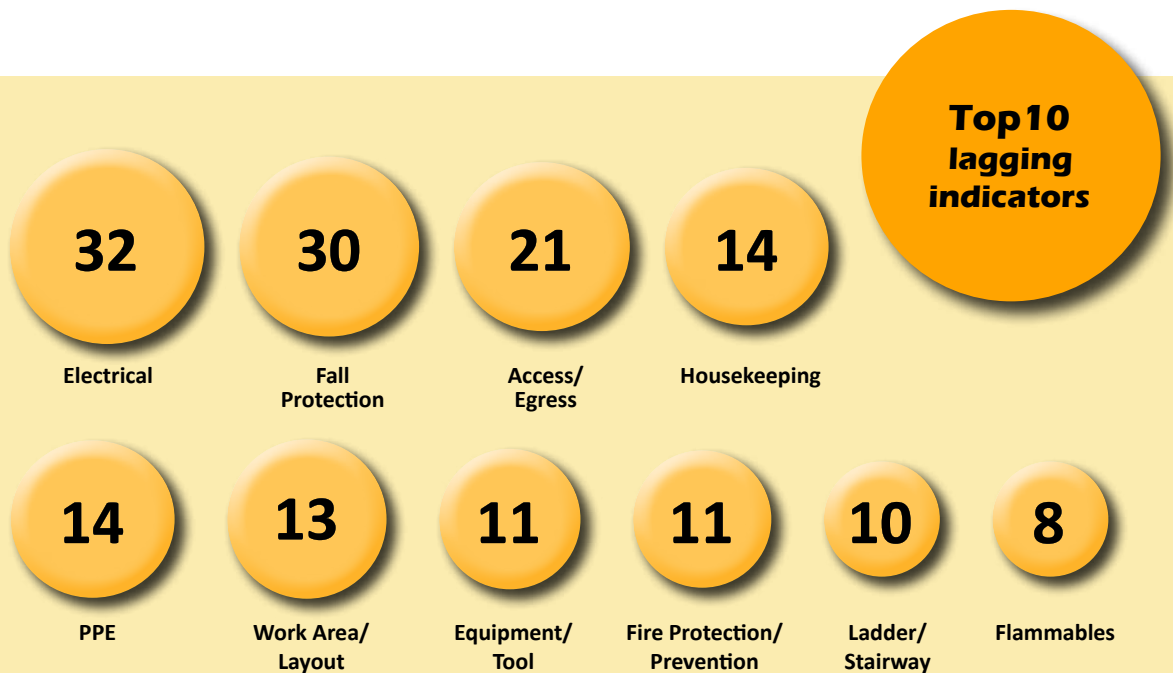 Top10
lagging
indicators
32
30
21
14
Electrical
Fall
Protection
Access/
Egress
Housekeeping
14
13
11
11
10
8
PPE
Work Area/
Layout
Equipment/
Tool
Fire Protection/
Prevention
Ladder/
Stairway
Flammables